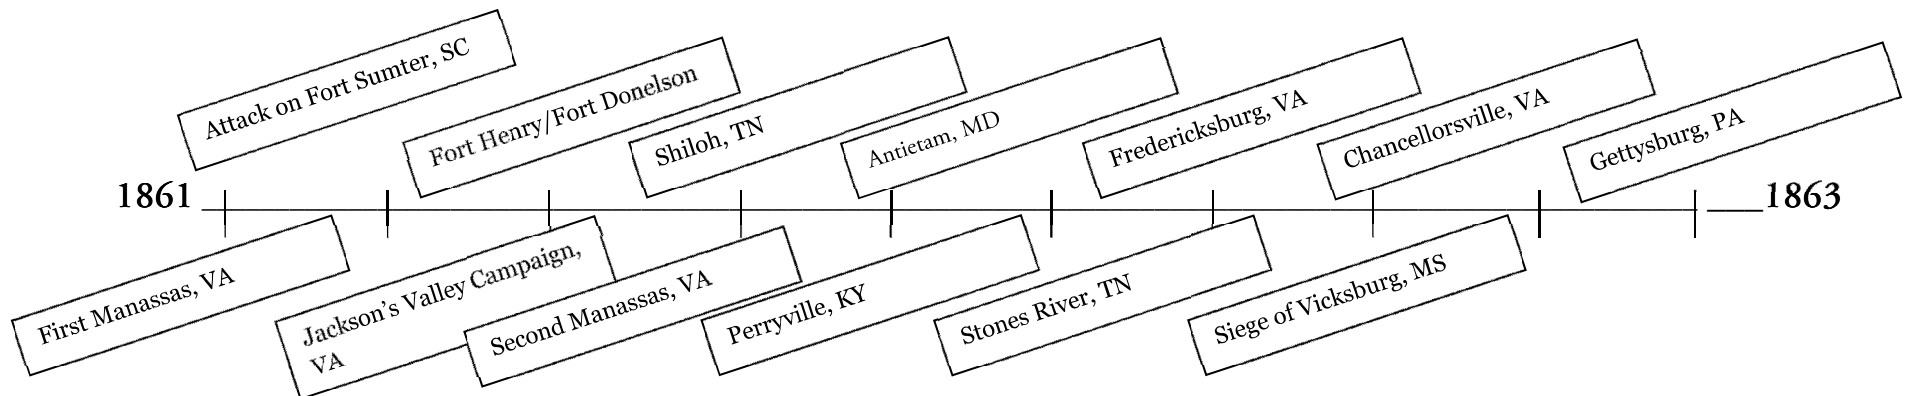 Attack on Fort Sumter, SC
Fort Henry/Fort Donelson
Shiloh, TN
Antietam, MD
Fredericksburg, VA
Chancellorsville, VA
Gettysburg, PA
1861
1863
First Manassas, VA
Jackson’s Valley Campaign,
VA
Second Manassas, VA
Perryville, KY
Stones River, TN
Siege of Vicksburg, MS